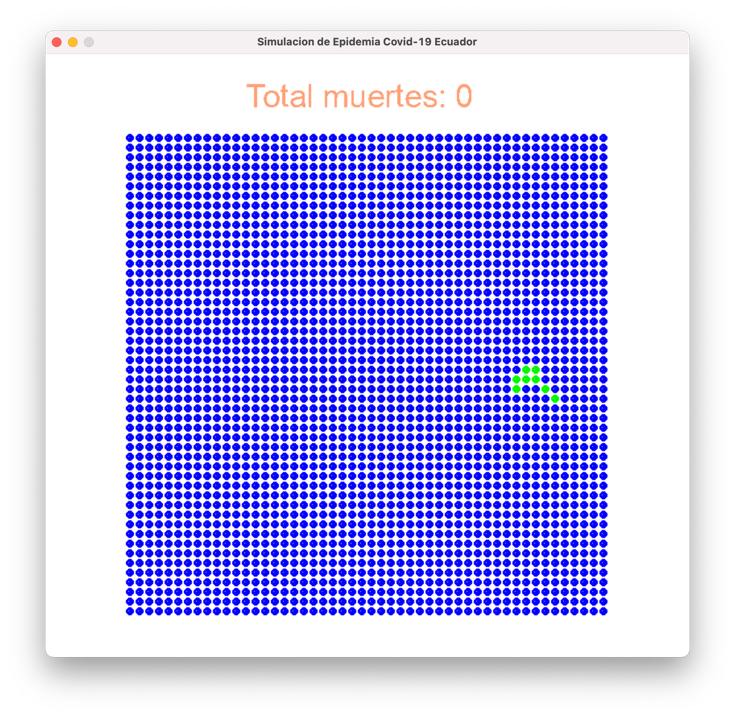 Simulacion de Epidemia Covid-19 Ecuador
Total muertes: 0